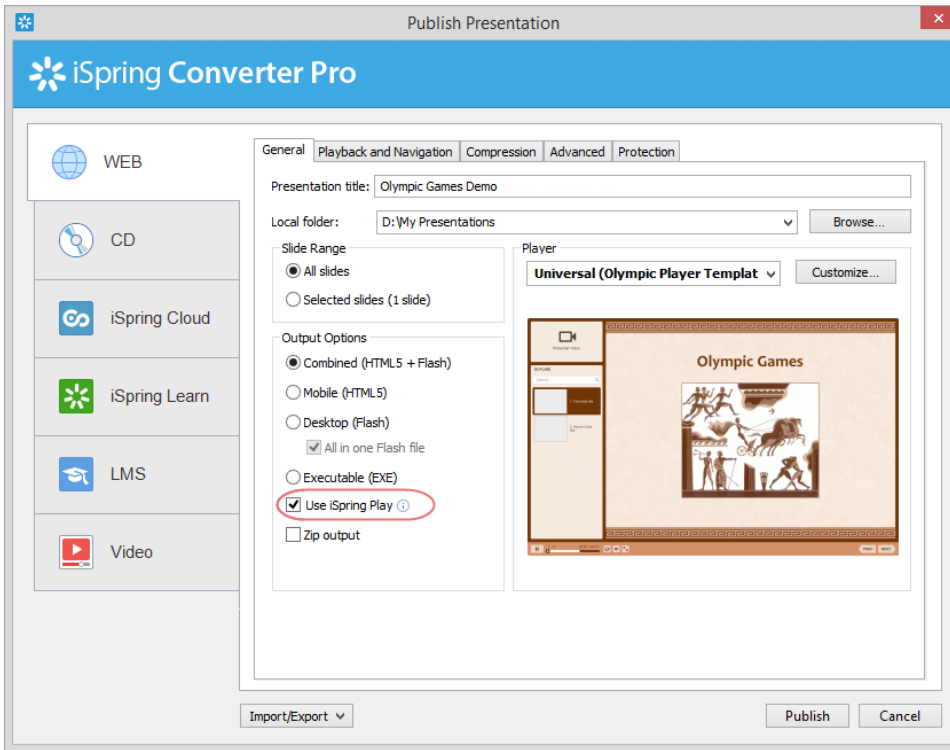 Publish Presentation
iSpring Converter Pro
WEB
CD
iSpring Cloud
iSpring Learn
LMS
Video
General Playback and Navigation Compression Advanced Protection
Presentation title: Olympic Games Demo
Local folder: D:\My Presentations Browse...
Slide Range
All slides
Selected slides (1 slide)
Output Options
Combined (HTML5 + Flash)
Mobile (HTML5)
Desktop (Flash)
All in one Flash file
Executable (EXE)
Use iSpring Play
Zip output
Player
Universal (Olympic Player Templat Customize...
OUTLINE
Olympic Games
PREV NEXT
Import/Export Publish Cancel